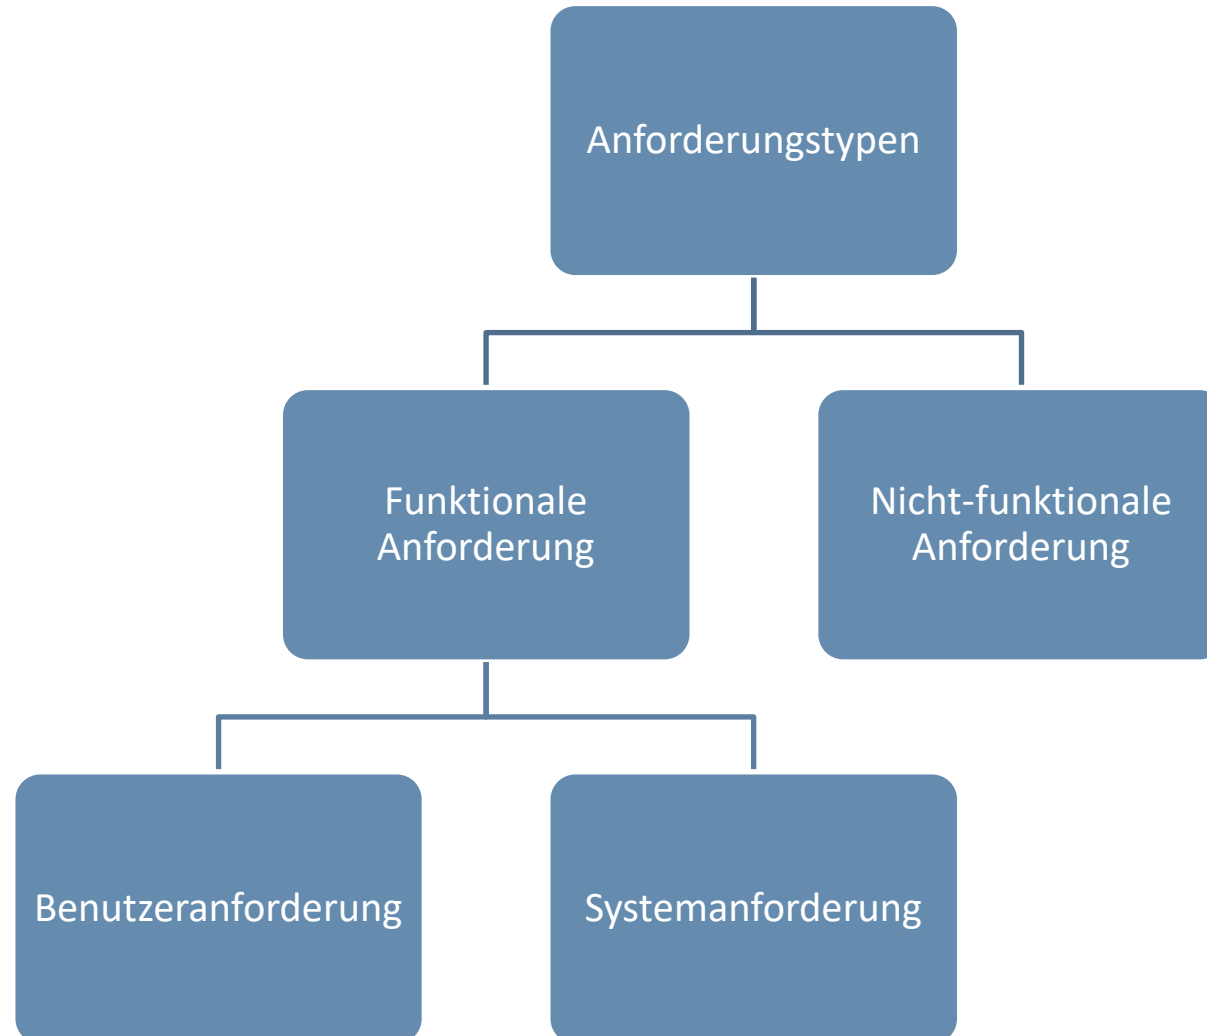 Anforderungstypen
Funktionale
Anforderung
Nicht-funktionale
Anforderung
Benutzeranforderung
Systemanforderung